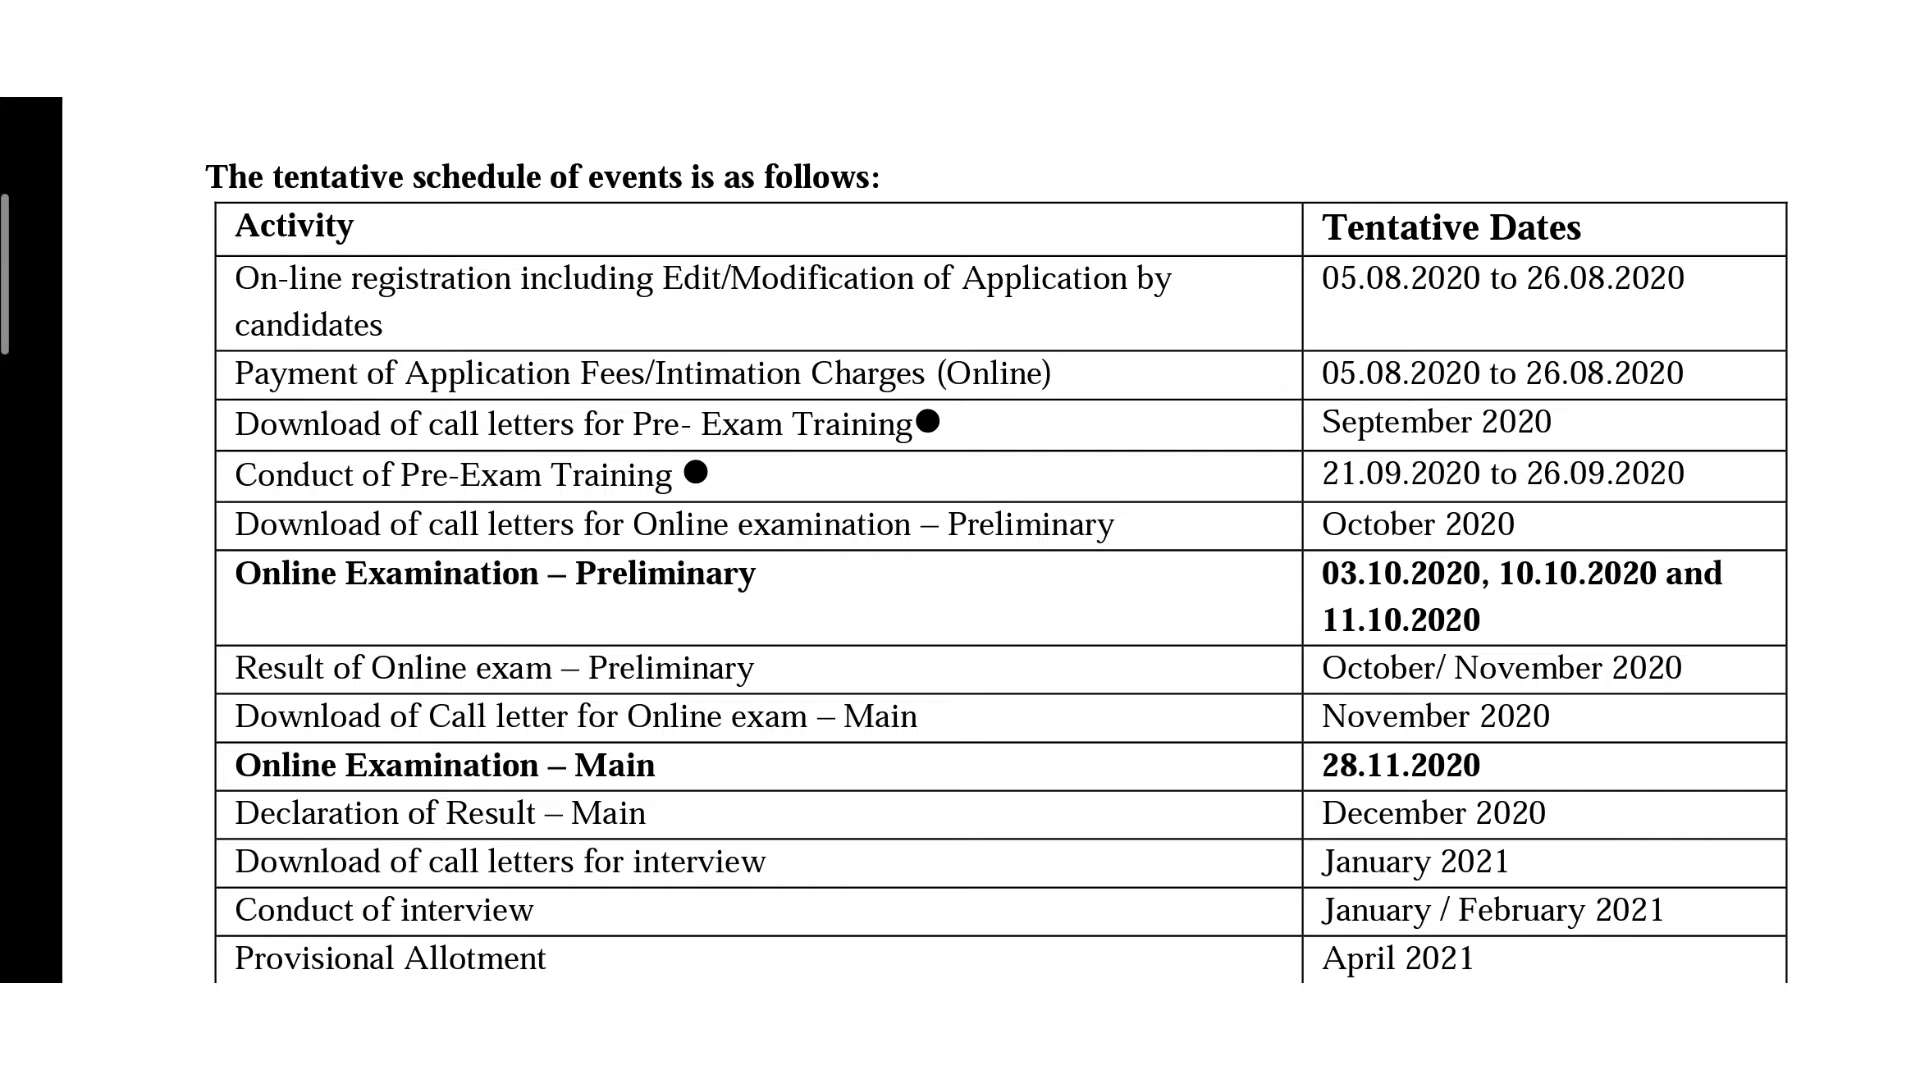 The tentative schedule of events is as follows:
Activity Tentative Dates
On-line registration including Edit/Modification of Application by 05.08.2020 to 26.08.2020
candidates
Payment of Application Fees/Intimation Charges (Online) 05.08.2020 to 26.08.2020
Download of call letters for Pre- Exam Training● September 2020
Conduct of Pre-Exam Training ● 21.09.2020 to 26.09.2020
Download of call letters for Online examination – Preliminary October 2020
Online Examination – Preliminary 03.10.2020, 10.10.2020 and
11.10.2020
Result of Online exam – Preliminary October/ November 2020
Download of Call letter for Online exam – Main November 2020
Online Examination – Main 28.11.2020
Declaration of Result – Main December 2020
Download of call letters for interview January 2021
Conduct of interview January / February 2021
Provisional Allotment April 2021